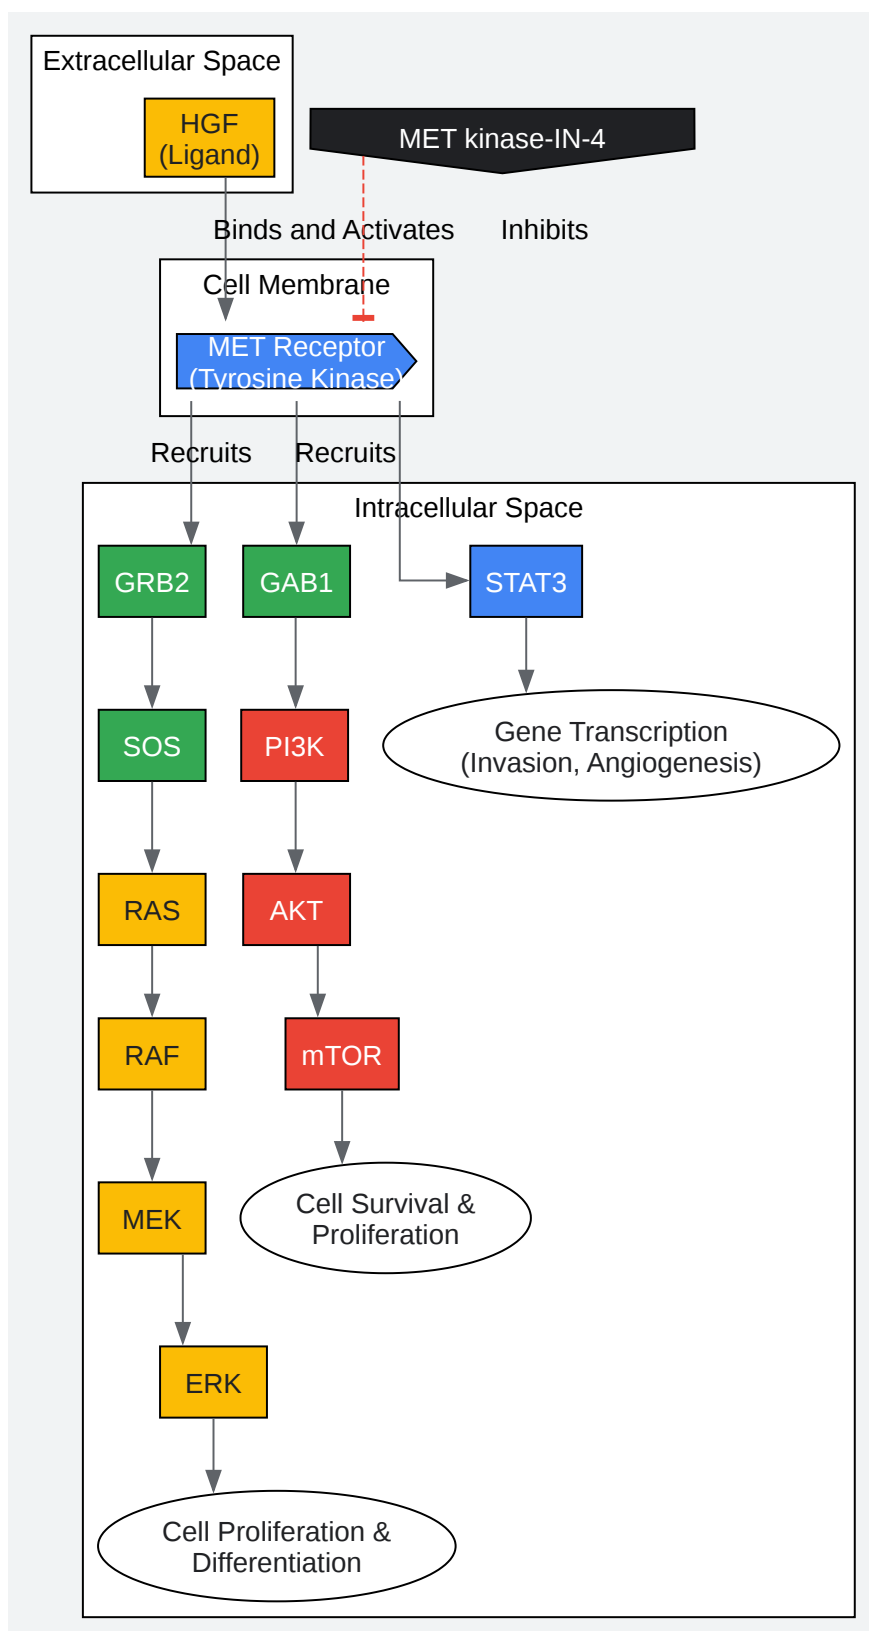 Extracellular Space
HGF
(Ligand)
MET kinase-IN-4
Binds and Activates
Inhibits
Cell Membrane
MET Receptor
(Tyrosine Kinase)
Recruits
Recruits
Intracellular Space
GRB2
GAB1
STAT3
SOS
PI3K
Gene Transcription
(Invasion, Angiogenesis)
RAS
AKT
RAF
mTOR
MEK
Cell Survival &
Proliferation
ERK
Cell Proliferation &
Differentiation